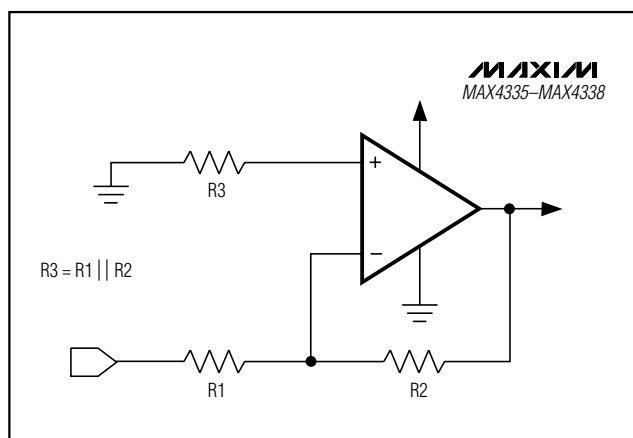 MAXIM
MAX4335–MAX4338
+
R3
–
R3 = R1 || R2
R1
R2